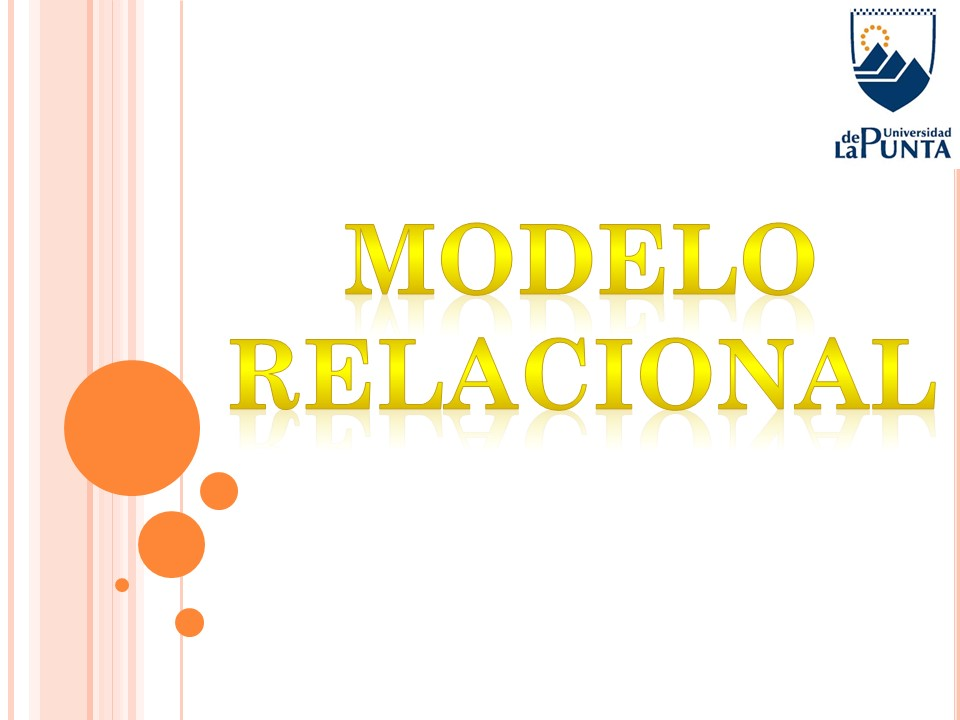 de Universidad
La PUNTA
MODELO
RELACIONAL